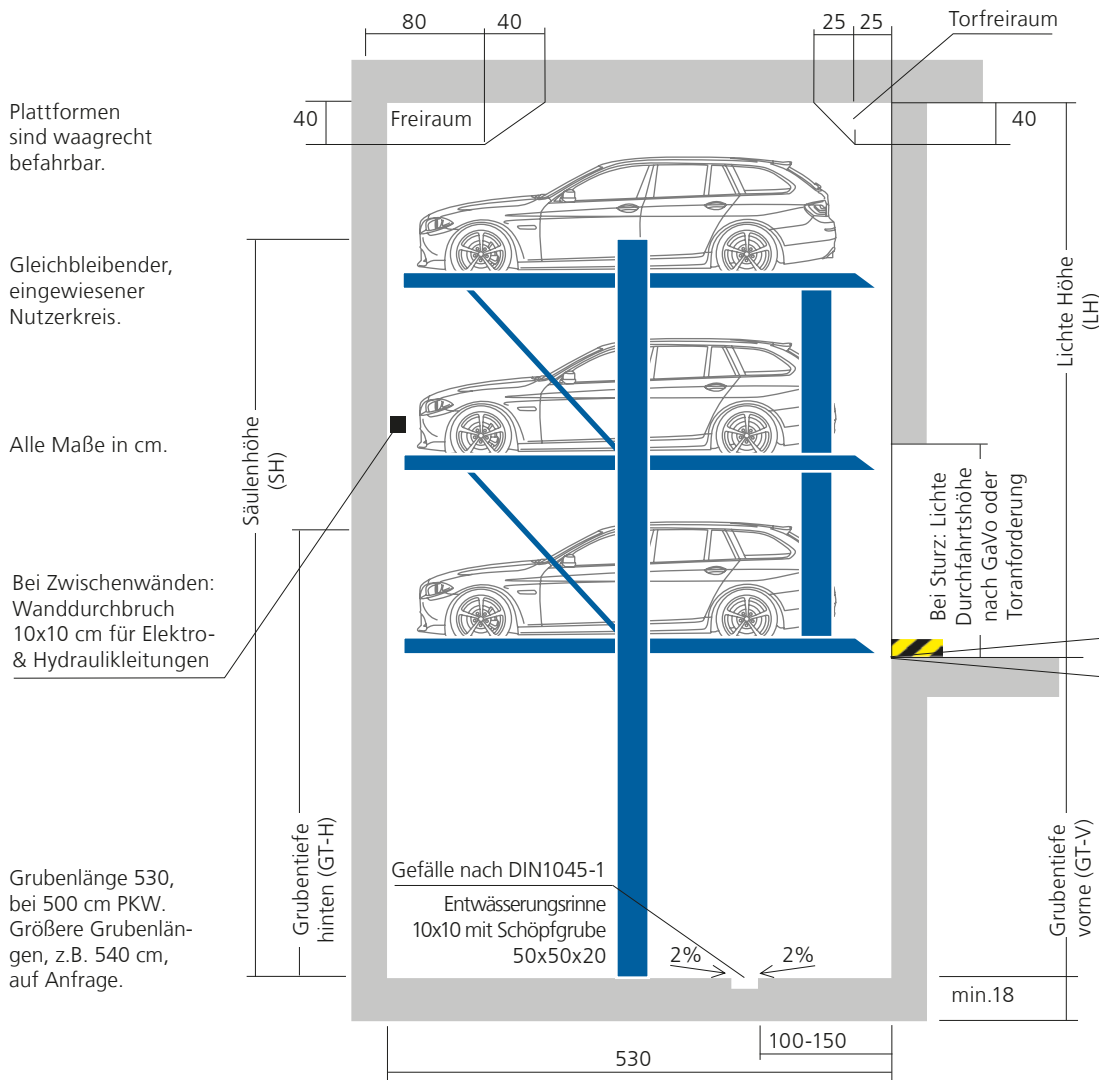 80
40
25
25
Torfreiraum
Plattformen
sind waagrecht
befahrbar.
40
Freiraum
40
Gleichbleibender,
eingewiesener
Nutzerkreis.
Lichte Höhe
(LH)
Alle Maße in cm.
Säulenhöhe
(SH)
Bei Sturz: Lichte
Durchfahrtshöhe
nach GaVo oder
Toranforderung
Bei Zwischenwänden:
Wanddurchbruch
10x10 cm für Elektro-
& Hydraulikleitungen
Grubentiefe
hinten (GT-H)
Grubentiefe
vorne (GT-V)
Gefälle nach DIN1045-1
Entwässerungsrinne
10x10 mit Schöpfgrube
50x50x20
2%
2%
Grubenlänge 530,
bei 500 cm PKW.
Größere Grubenlän-
gen, z.B. 540 cm,
auf Anfrage.
min.18
100-150
530